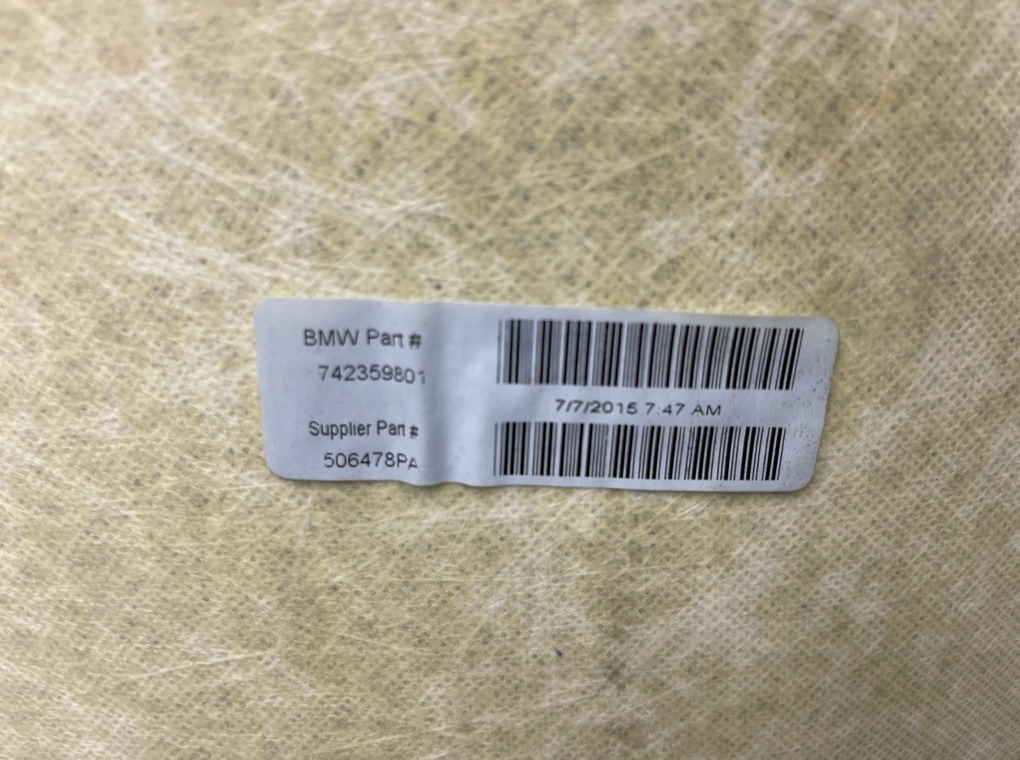 BMW Part #
742359801
7/7/2015 7:47 AM
Supplier Part #
506478PA